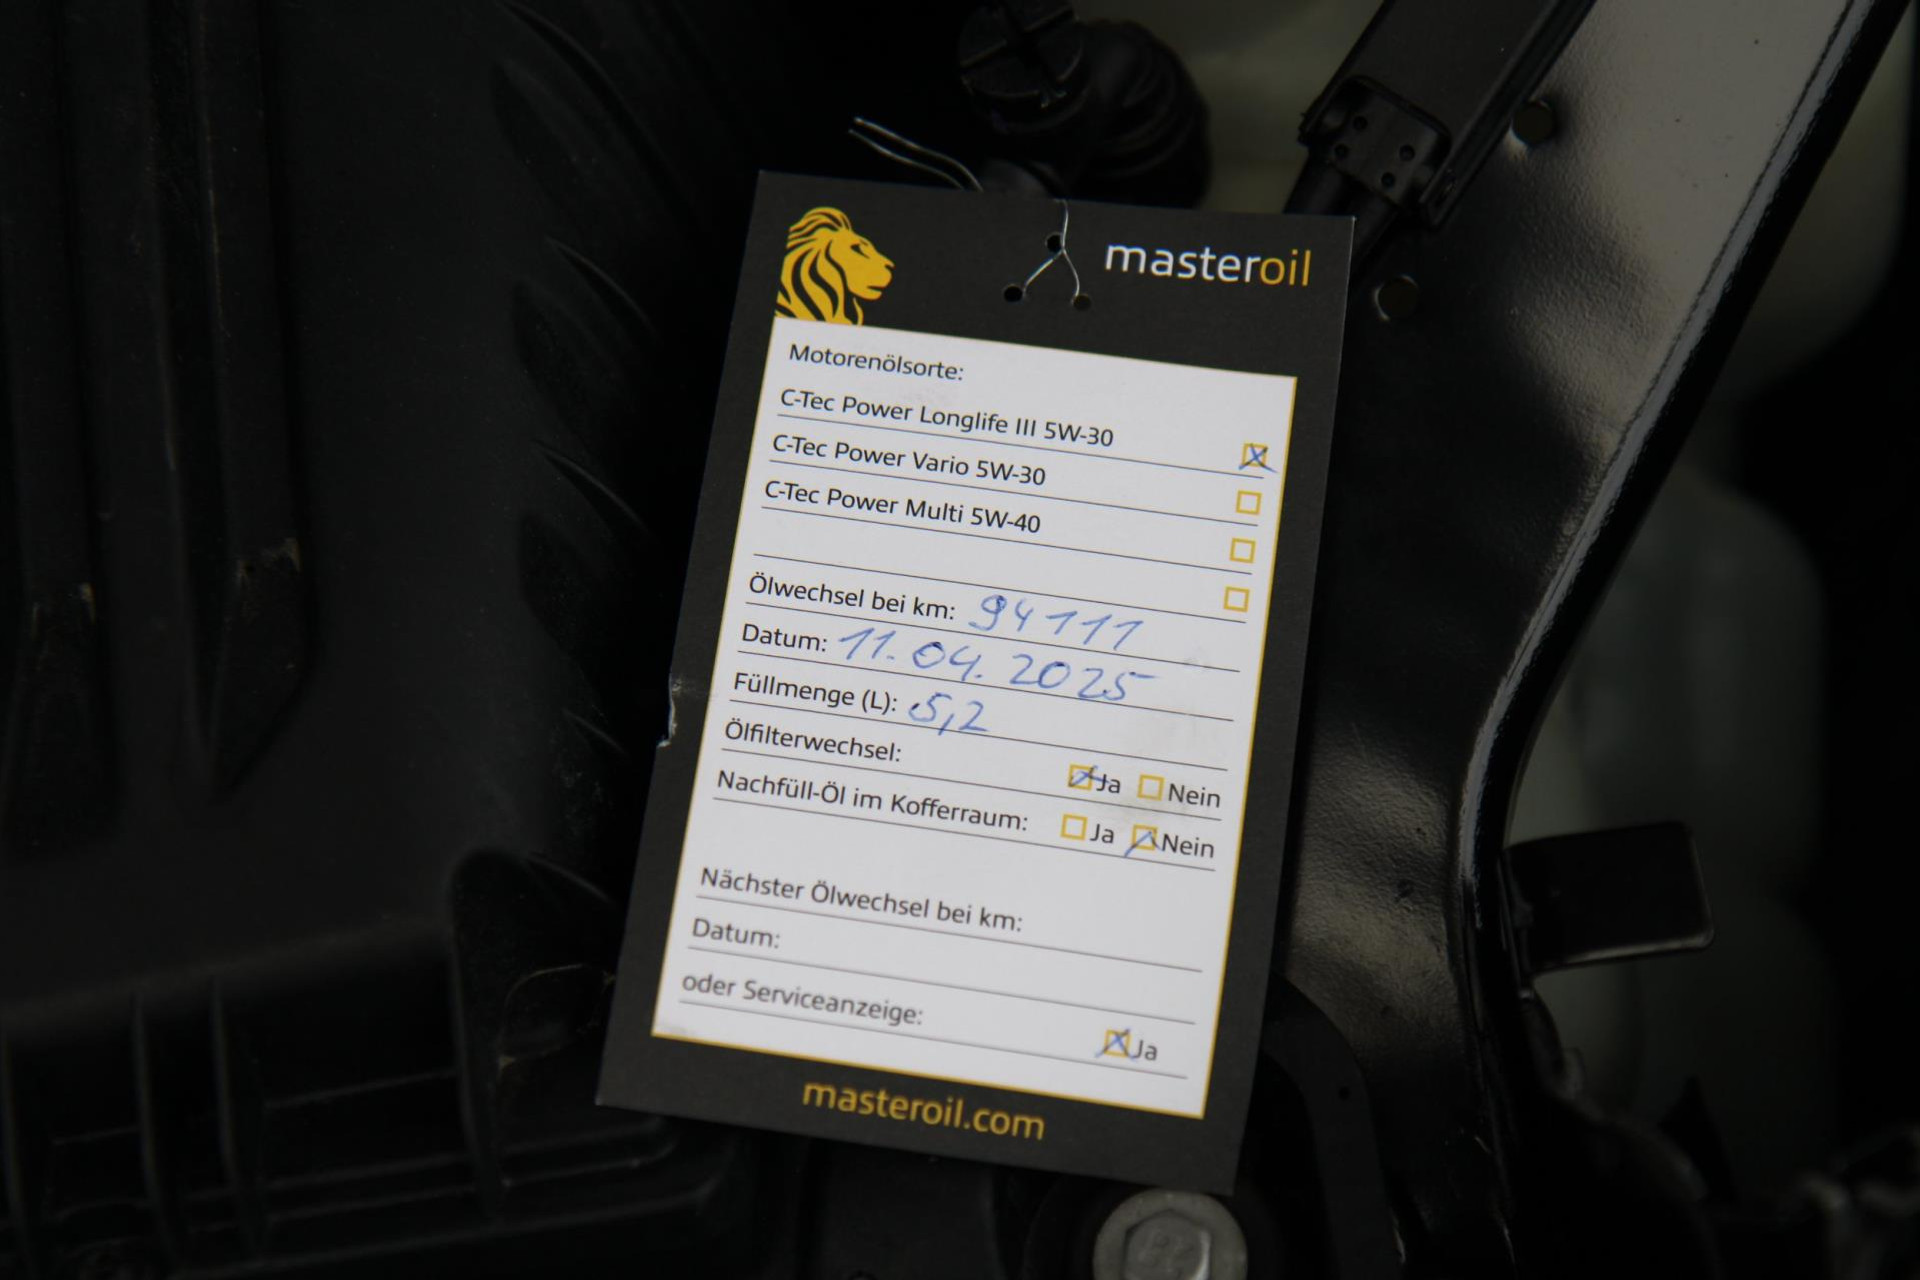 masteroil
Motorenölsorte:
C-Tec Power Longlife III 5W-30
C-Tec Power Vario 5W-30
C-Tec Power Multi 5W-40
Ölwechsel bei km: 94111
Datum: 11.04.2025
Füllmenge (L): 5,2
Ölfilterwechsel: Ja Nein
Nachfüll-Öl im Kofferraum: Ja Nein
Nächster Ölwechsel bei km:
Datum:
oder Serviceanzeige: Ja
masteroil.com